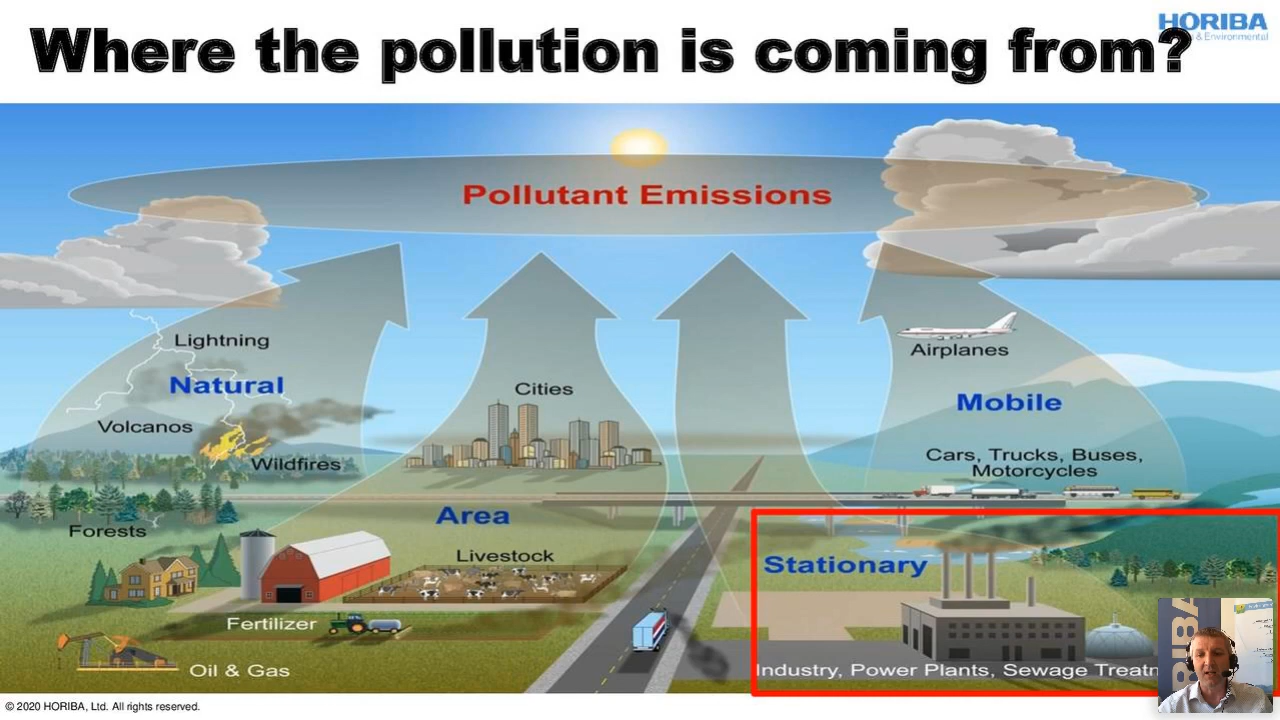 HORIBA
& Environmental
Where the pollution is coming from?
Pollutant Emissions
Lightning
Natural
Volcanos
Wildfires
Forests
Cities
Area
Livestock
Fertilizer
Oil & Gas
Airplanes
Mobile
Cars, Trucks, Buses,
Motorcycles
Stationary
Industry, Power Plants, Sewage
© 2020 HORIBA, Ltd. All rights reserved.